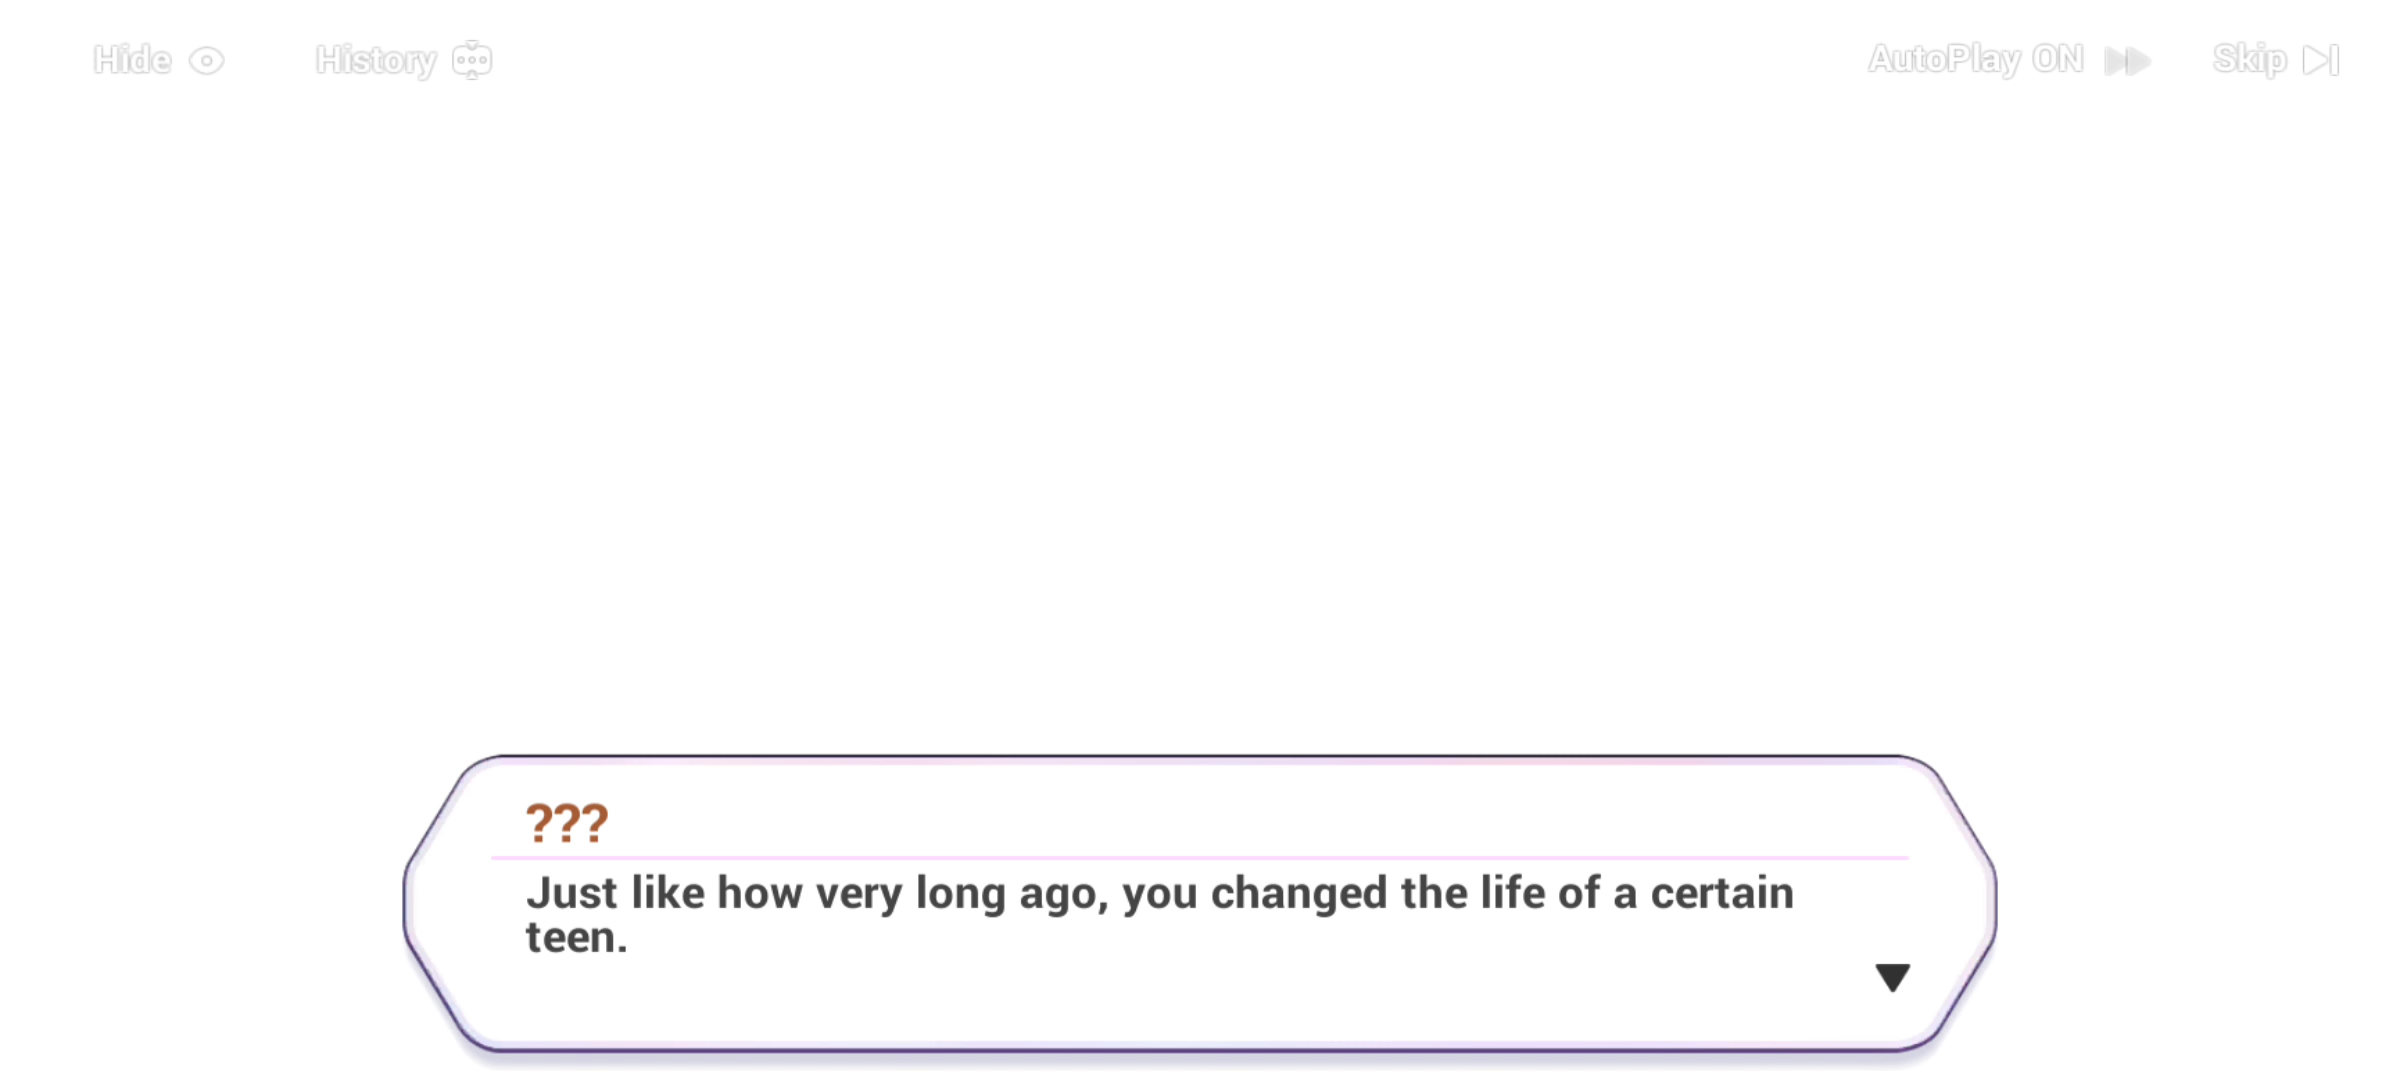 Hide
History
AutoPlay ON
Skip
???
Just like how very long ago, you changed the life of a certain
teen.